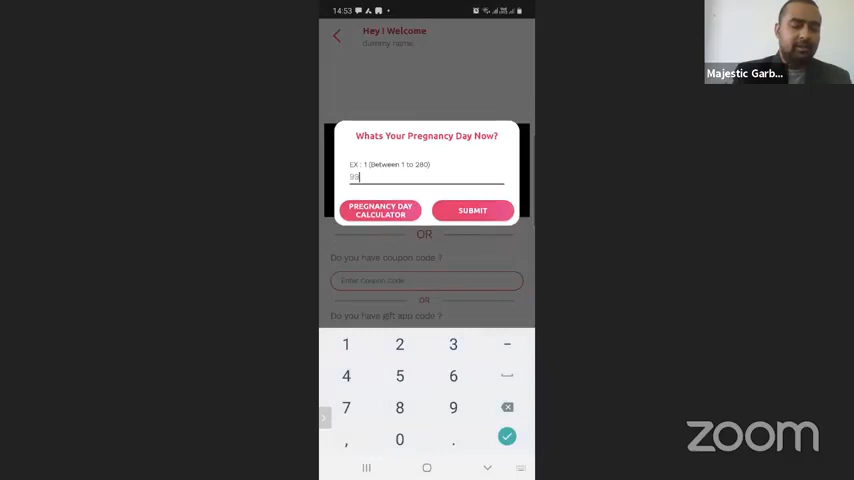 14:53
Hey ! Welcome
dummy name
Whats Your Pregnancy Day Now?
EX : 1 (Between 1 to 280)
99
PREGNANCY DAY
CALCULATOR
SUBMIT
OR
Do you have coupon code ?
Enter Coupon Code
OR
Do you have gift app code ?
1 2 3 -
4 5 6
7 8 9
, 0 .
Majestic Garb...
zoom